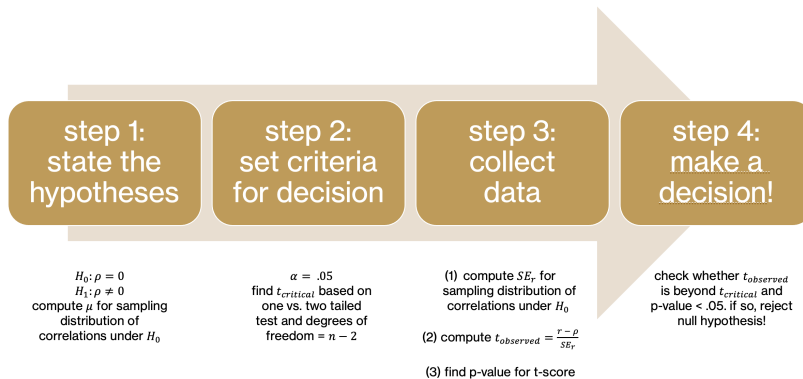 step 1:
state the
hypotheses
step 2:
set criteria
for decision
step 3:
collect
data
step 4:
make a
decision!
H₀: ρ = 0
H₁: ρ ≠ 0
compute μ for sampling
distribution of
correlations under H₀
α = .05
find t_critical based on
one vs. two tailed
test and degrees of
freedom = n − 2
(1) compute SE_r for
sampling distribution of
correlations under H₀
(2) compute t_observed = (r − ρ)/SE_r
(3) find p-value for t-score
check whether t_observed
is beyond t_critical and
p-value < .05. if so, reject
null hypothesis!